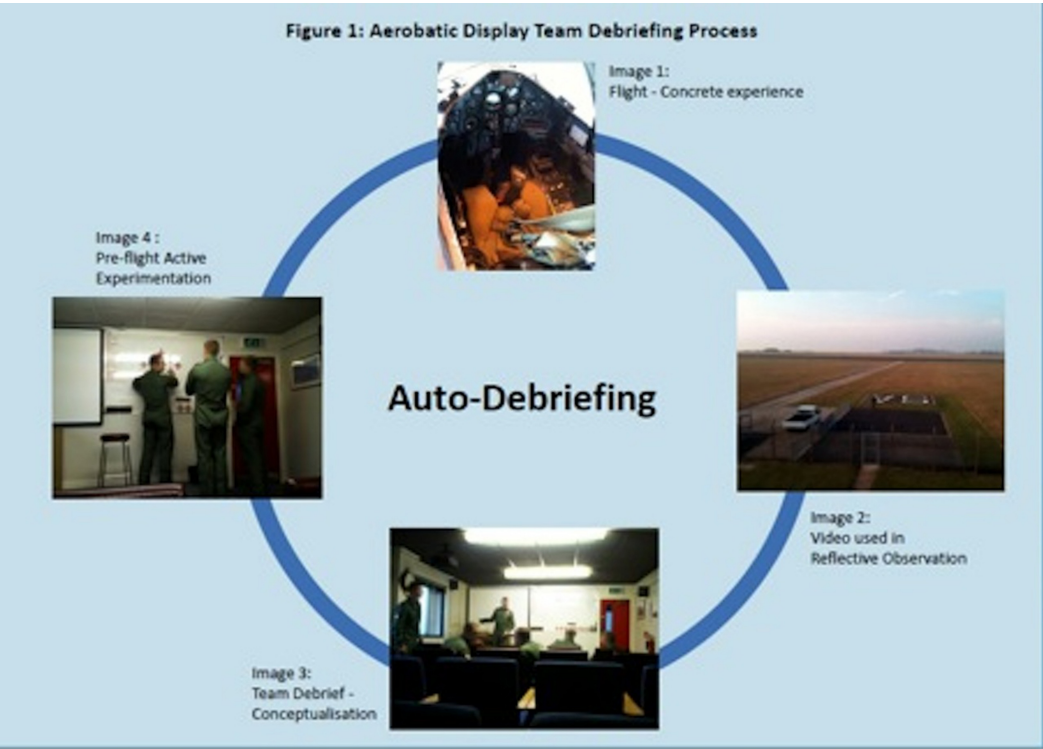 Figure 1: Aerobatic Display Team Debriefing Process
Image 1:
Flight - Concrete experience
Image 4 :
Pre-flight Active
Experimentation
Auto-Debriefing
Image 2:
Video used in
Reflective Observation
Image 3:
Team Debrief -
Conceptualisation